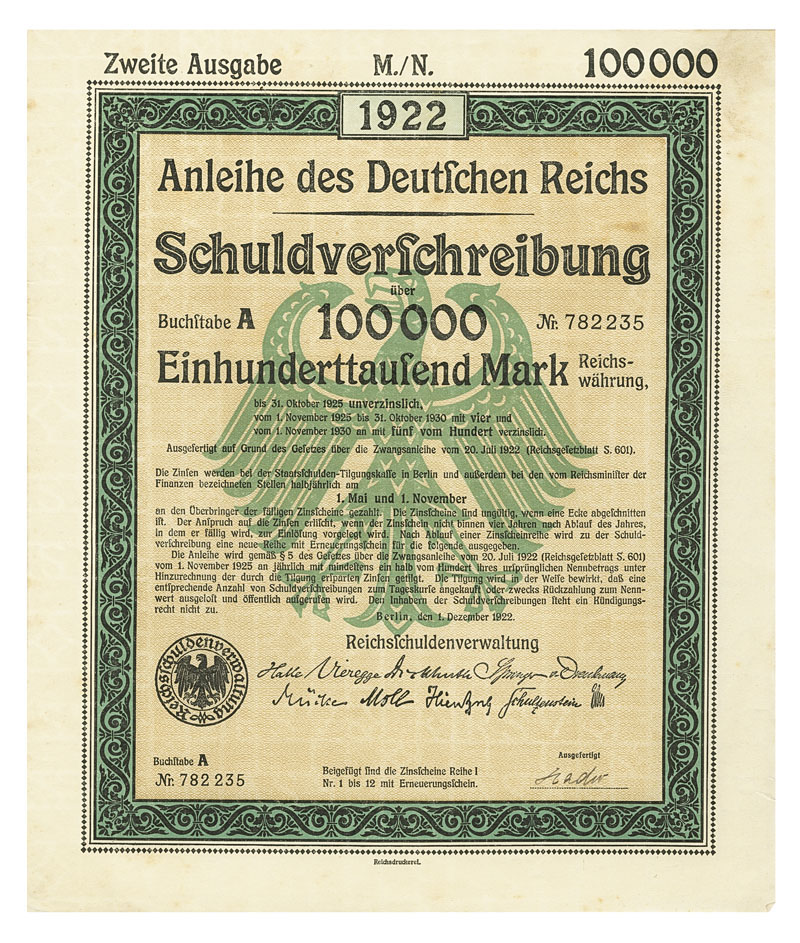 Zweite Ausgabe M./N. 100000
1922
Anleihe des Deutſchen Reichs
Schuldverſchreibung
über
Buchſtabe A 100000 Nr. 782235
Einhunderttauſend Mark Reichs-
währung,
bis 31. Oktober 1925 unverzinslich,
vom 1. November 1925 bis 31. Oktober 1930 mit vier und
vom 1. November 1930 an mit fünf vom Hundert verzinslich.
Ausgefertigt auf Grund des Geſetzes über die Zwangsanleihe vom 20. Juli 1922 (Reichsgeſetzblatt S. 601).
Die Zinſen werden bei der Staatsſchulden-Tilgungskaſſe in Berlin und außerdem bei den vom Reichsminiſter der
Finanzen bezeichneten Stellen halbjährlich am
1. Mai und 1. November
an den Überbringer der fälligen Zinsſcheine gezahlt. Die Zinsſcheine ſind ungültig, wenn eine Ecke abgeſchnitten
iſt. Der Anſpruch auf die Zinſen erliſcht, wenn der Zinsſchein nicht binnen vier Jahren nach Ablauf des Jahres,
in dem er fällig wird, zur Einlöſung vorgelegt wird. Nach Ablauf einer Zinsſcheinreihe wird zu der Schuld-
verſchreibung eine neue Reihe mit Erneuerungsſchein für die folgende ausgegeben.
Die Anleihe wird gemäß § 5 des Geſetzes über die Zwangsanleihe vom 20. Juli 1922 (Reichsgeſetzblatt S. 601)
vom 1. November 1925 an jährlich mit mindeſtens ein halb vom Hundert ihres urſprünglichen Nennbetrags unter
Hinzurechnung der durch die Tilgung erſparten Zinſen getilgt. Die Tilgung wird in der Weiſe bewirkt, daß eine
entſprechende Anzahl von Schuldverſchreibungen zum Tageskurſe angekauft oder zwecks Rückzahlung zum Nenn-
wert ausgeloſt und öffentlich aufgerufen wird. Den Inhabern der Schuldverſchreibungen ſteht ein Kündigungs-
recht nicht zu.
Berlin, den 1. Dezember 1922.
Reichsſchuldenverwaltung
Reichsſchuldenverwaltung
Halle Vieregge
Mücke Moll
Buchſtabe A
Nr. 782235
Beigefügt ſind die Zinsſcheine Reihe I
Nr. 1 bis 12 mit Erneuerungsſchein.
Ausgefertigt
Reichsdruckerei.